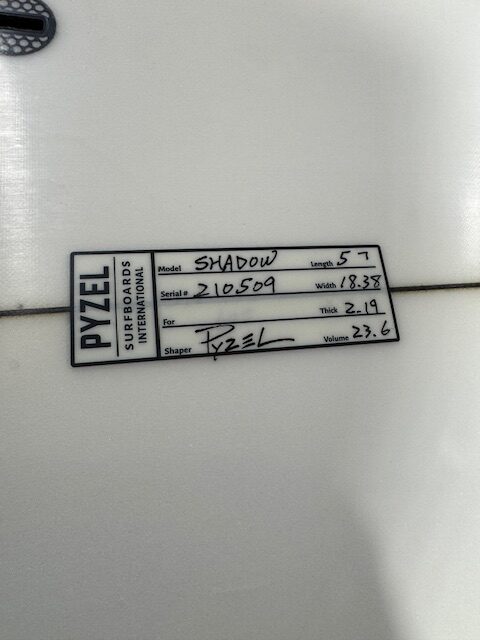 PYZEL
SURFBOARDS
INTERNATIONAL
Model SHADOW Length 5 7
Serial # 210509 Width 18.38
For Thick 2.19
Shaper PYZEL Volume 23.6